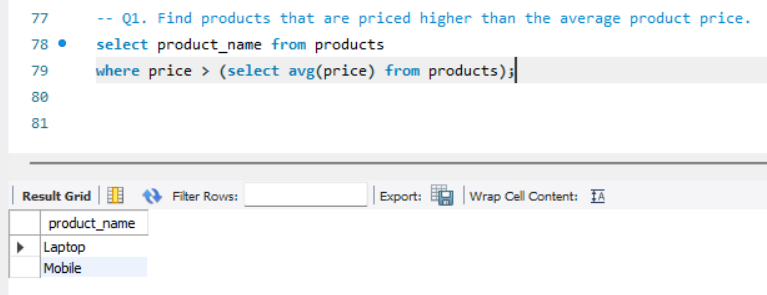 77 -- Q1. Find products that are priced higher than the average product price.
78 select product_name from products
79 where price > (select avg(price) from products);
80
81
Result Grid Filter Rows: Export: Wrap Cell Content: IA
product_name
Laptop
Mobile